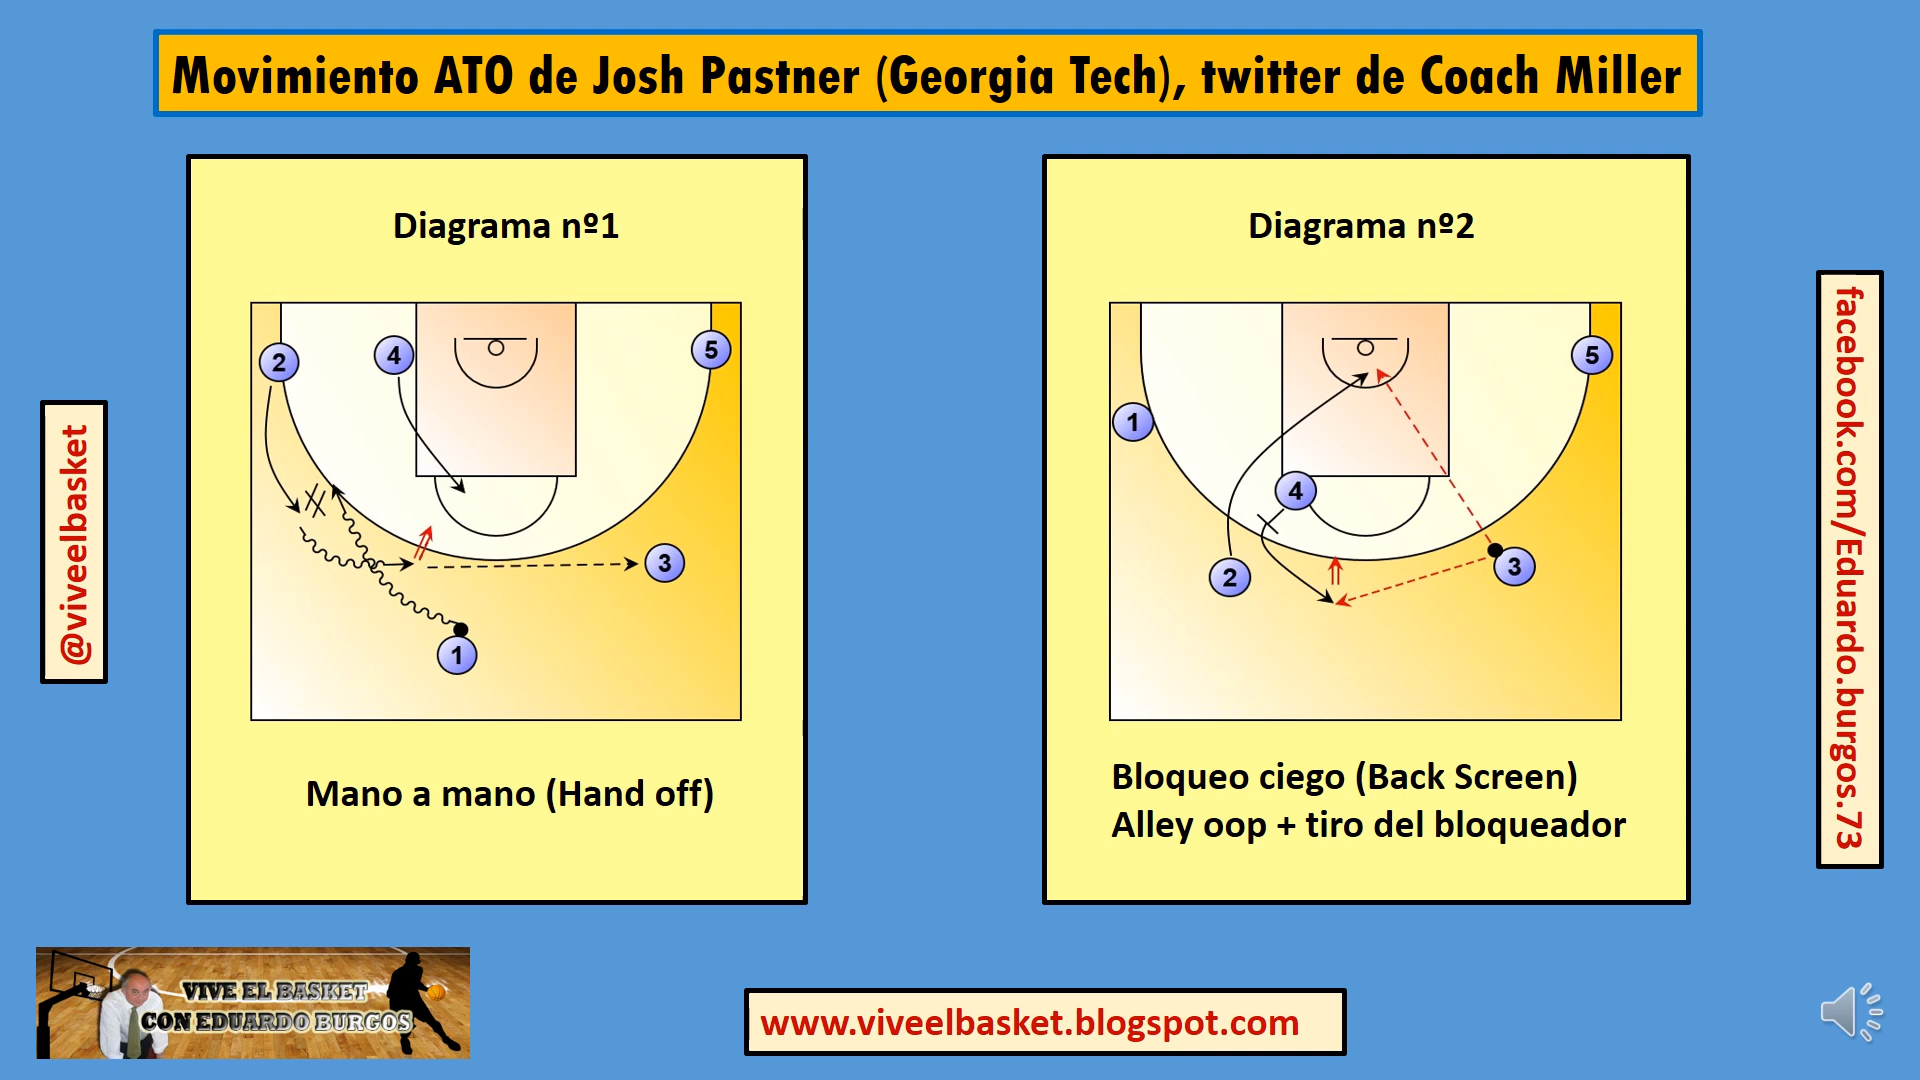 Movimiento ATO de Josh Pastner (Georgia Tech), twitter de Coach Miller
@viveelbasket
Diagrama nº1
2
4
5
3
1
Mano a mano (Hand off)
Diagrama nº2
5
1
4
2
3
Bloqueo ciego (Back Screen)
Alley oop + tiro del bloqueador
facebook.com/Eduardo.burgos.73
VIVE EL BASKET
CON EDUARDO BURGOS
www.viveelbasket.blogspot.com